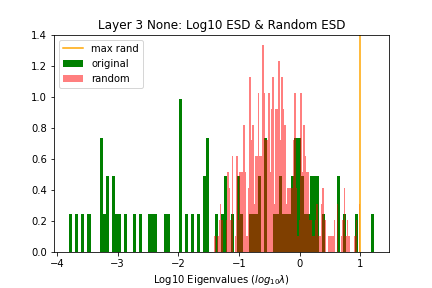 Layer 3 None: Log10 ESD & Random ESD
max rand
original
random
1.4
1.2
1.0
0.8
0.6
0.4
0.2
0.0
−4 −3 −2 −1 0 1
Log10 Eigenvalues (log₁₀λ)